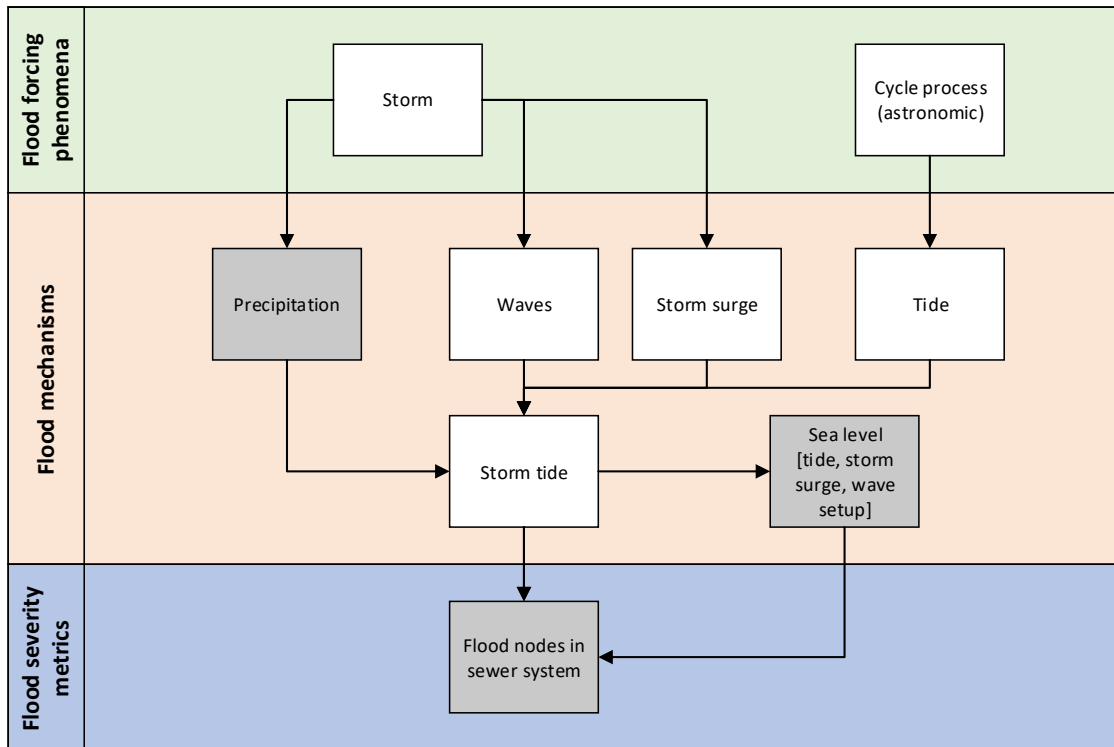 Flood forcing
phenomena
Storm
Cycle process
(astronomic)
Flood mechanisms
Precipitation
Waves
Storm surge
Tide
Storm tide
Sea level
[tide, storm
surge, wave
setup]
Flood severity
metrics
Flood nodes in
sewer system